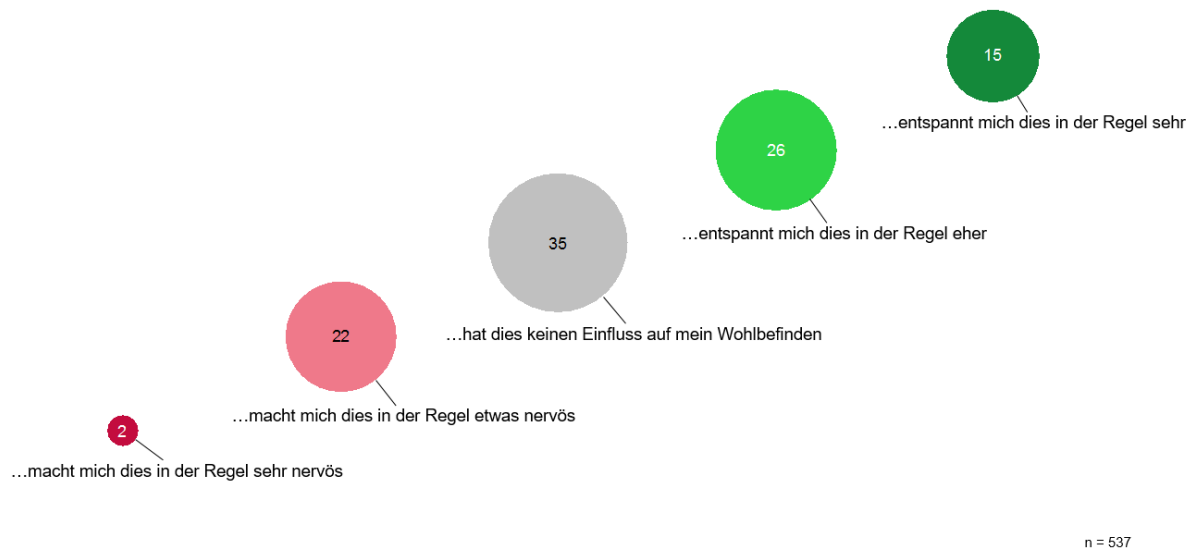 15
…entspannt mich dies in der Regel sehr
26
…entspannt mich dies in der Regel eher
35
…hat dies keinen Einfluss auf mein Wohlbefinden
22
…macht mich dies in der Regel etwas nervös
2
…macht mich dies in der Regel sehr nervös
n = 537